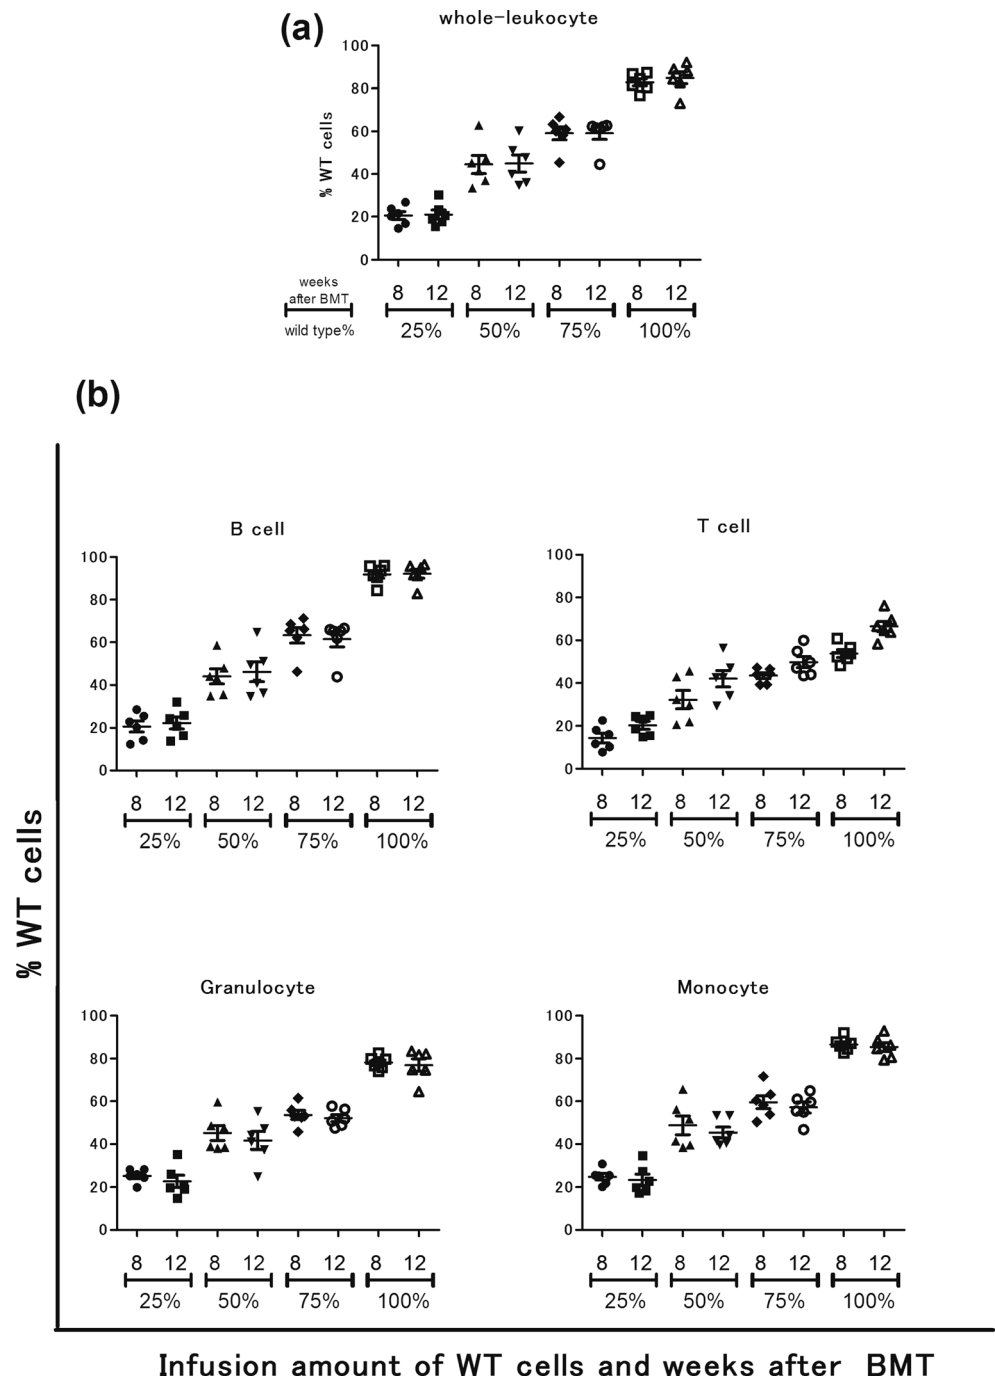 (a)
whole-leukocyte
% WT cells
100
80
60
40
20
0
weeks
after BMT
8 12 8 12 8 12 8 12
wild type%
25% 50% 75% 100%
(b)
% WT cells
B cell
100
80
60
40
20
0
8 12 8 12 8 12 8 12
25% 50% 75% 100%
T cell
100
80
60
40
20
0
8 12 8 12 8 12 8 12
25% 50% 75% 100%
Granulocyte
100
80
60
40
20
0
8 12 8 12 8 12 8 12
25% 50% 75% 100%
Monocyte
100
80
60
40
20
0
8 12 8 12 8 12 8 12
25% 50% 75% 100%
Infusion amount of WT cells and weeks after BMT